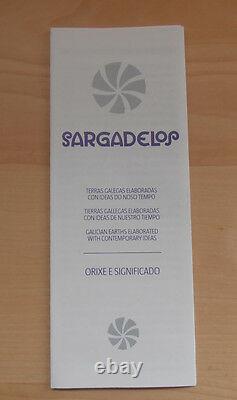 SARGADELOS
TERRAS GALEGAS ELABORADAS
CON IDEAS DO NOSO TEMPO
TIERRAS GALLEGAS ELABORADAS
CON IDEAS DE NUESTRO TIEMPO
GALICIAN EARTHS ELABORATED
WITH CONTEMPORARY IDEAS
ORIXE E SIGNIFICADO